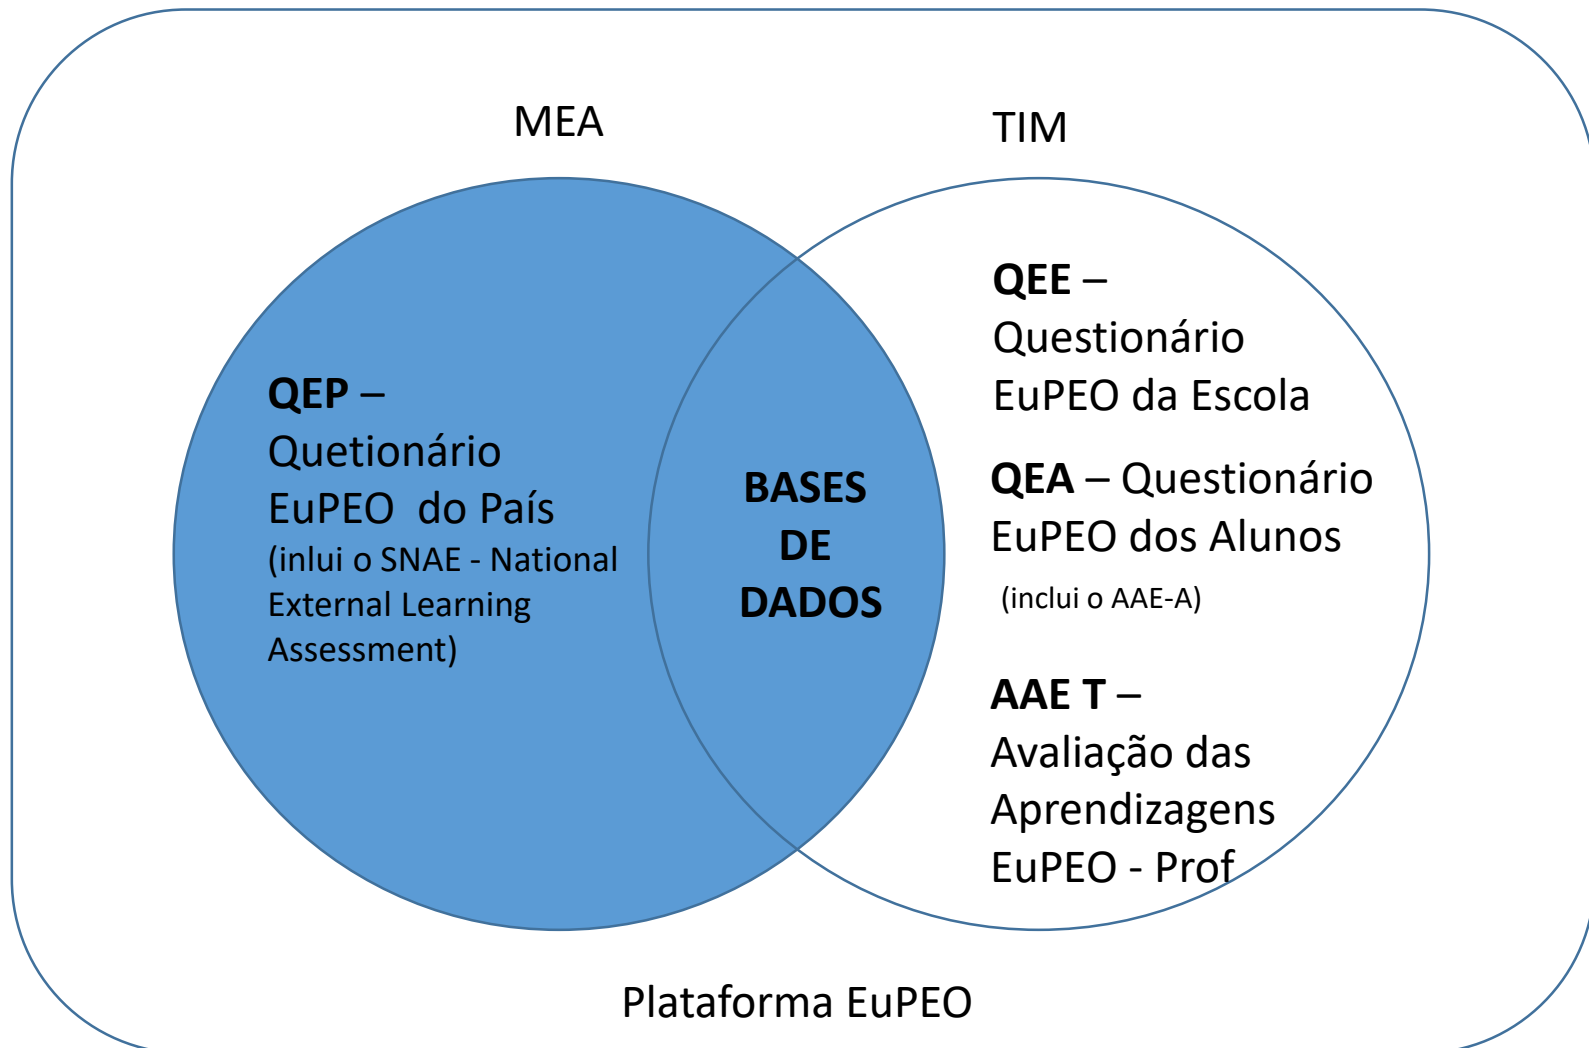 MEA
TIM
QEP –
Quetionário
EuPEO  do País
(inlui o SNAE - National
External Learning
Assessment)
BASES
DE
DADOS
QEE –
Questionário
EuPEO da Escola
QEA – Questionário
EuPEO dos Alunos
(inclui o AAE-A)
AAE T –
Avaliação das
Aprendizagens
EuPEO - Prof
Plataforma EuPEO